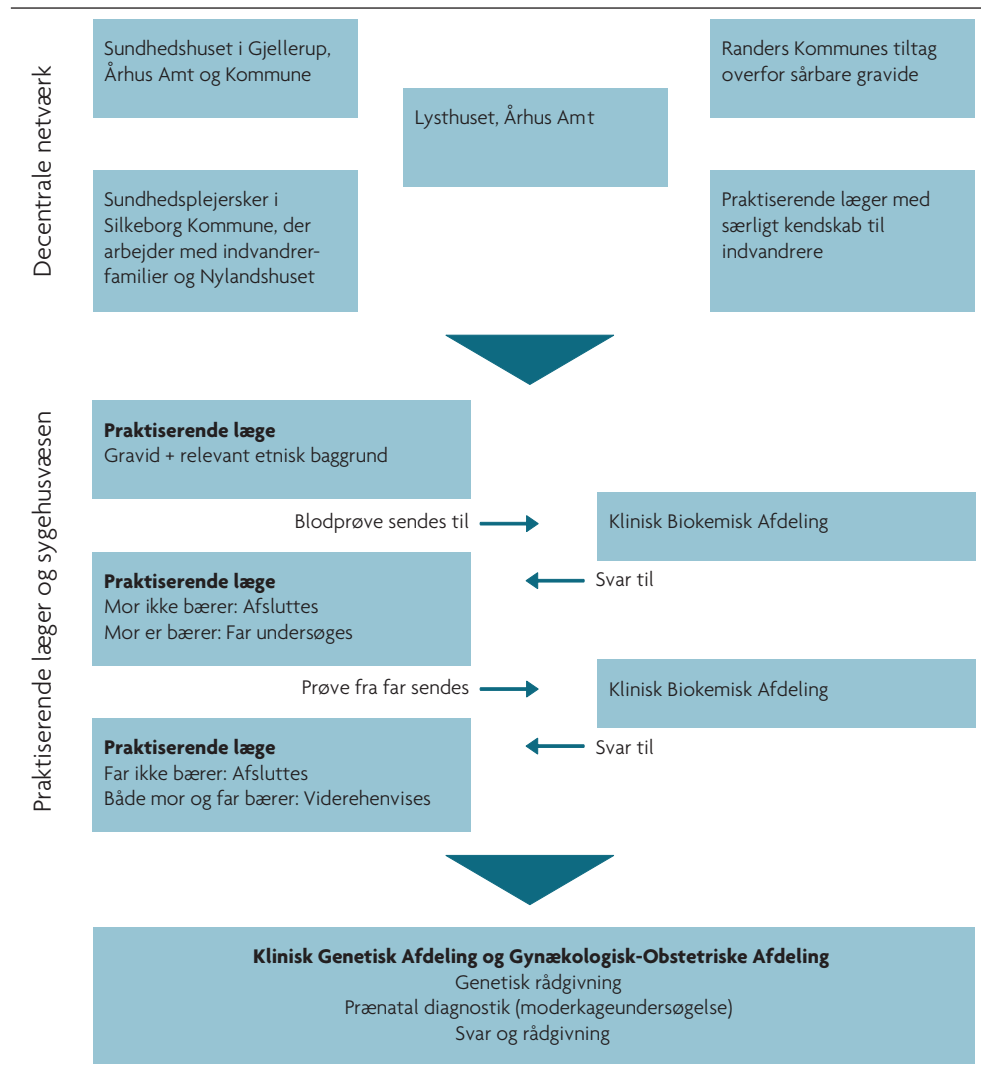 Decentrale netværk
Sundhedshuset i Gjellerup,
Århus Amt og Kommune
Lysthuset, Århus Amt
Randers Kommunes tiltag
overfor sårbare gravide
Sundhedsplejersker i
Silkeborg Kommune, der
arbejder med indvandrer-
familier og Nylandshuset
Praktiserende læger med
særligt kendskab til
indvandrere
Praktiserende læger og sygehusvæsen
Praktiserende læge
Gravid + relevant etnisk baggrund
Blodprøve sendes til
Klinisk Biokemisk Afdeling
Svar til
Praktiserende læge
Mor ikke bærer: Afsluttes
Mor er bærer: Far undersøges
Prøve fra far sendes
Klinisk Biokemisk Afdeling
Svar til
Praktiserende læge
Far ikke bærer: Afsluttes
Både mor og far bærer: Viderehenvises
Klinisk Genetisk Afdeling og Gynækologisk-Obstetriske Afdeling
Genetisk rådgivning
Prænatal diagnostik (moderkageundersøgelse)
Svar og rådgivning